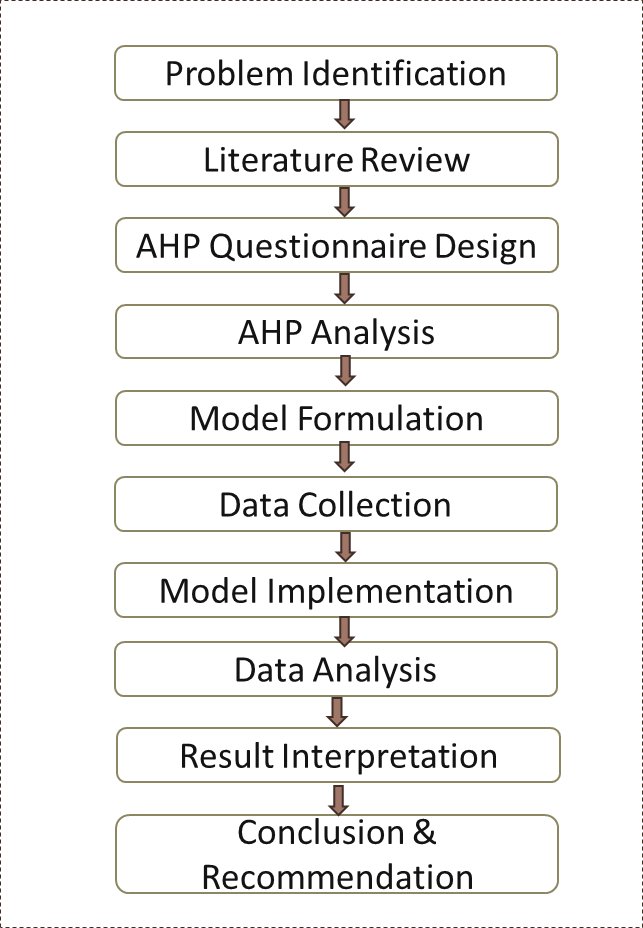 Problem Identification
Literature Review
AHP Questionnaire Design
AHP Analysis
Model Formulation
Data Collection
Model Implementation
Data Analysis
Result Interpretation
Conclusion &
Recommendation